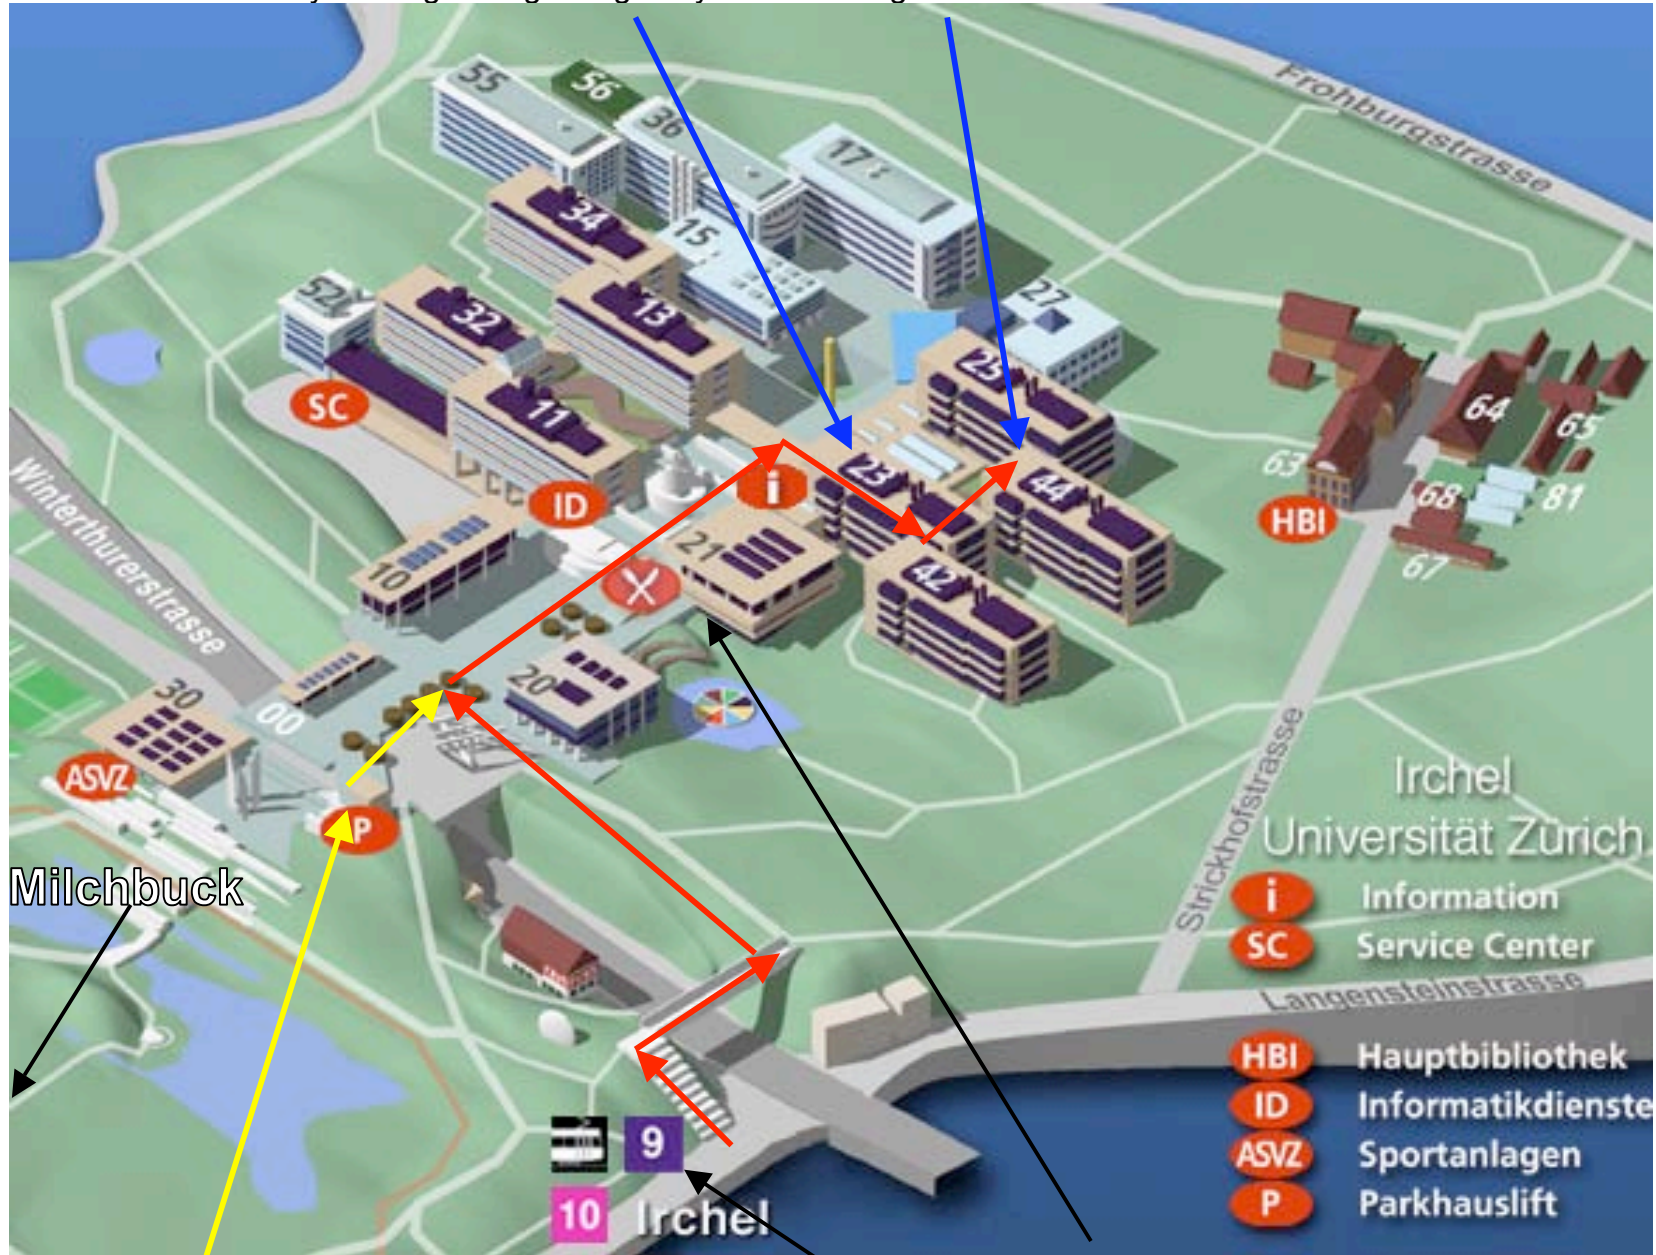 55
56
36
17
34
15
Frohburgstrasse
52
32
13
27
25
SC
11
64
65
23
i
44
63
ID
HBI
68
81
21
10
42
67
Winterthurerstrasse
20
30
00
ASVZ
P
Strickhofstrasse
Irchel
Universität Zürich
Milchbuck
i Information
SC Service Center
Langensteinstrasse
HBI Hauptbibliothek
ID Informatikdienste
ASVZ Sportanlagen
P Parkhauslift
9
10 Irchel